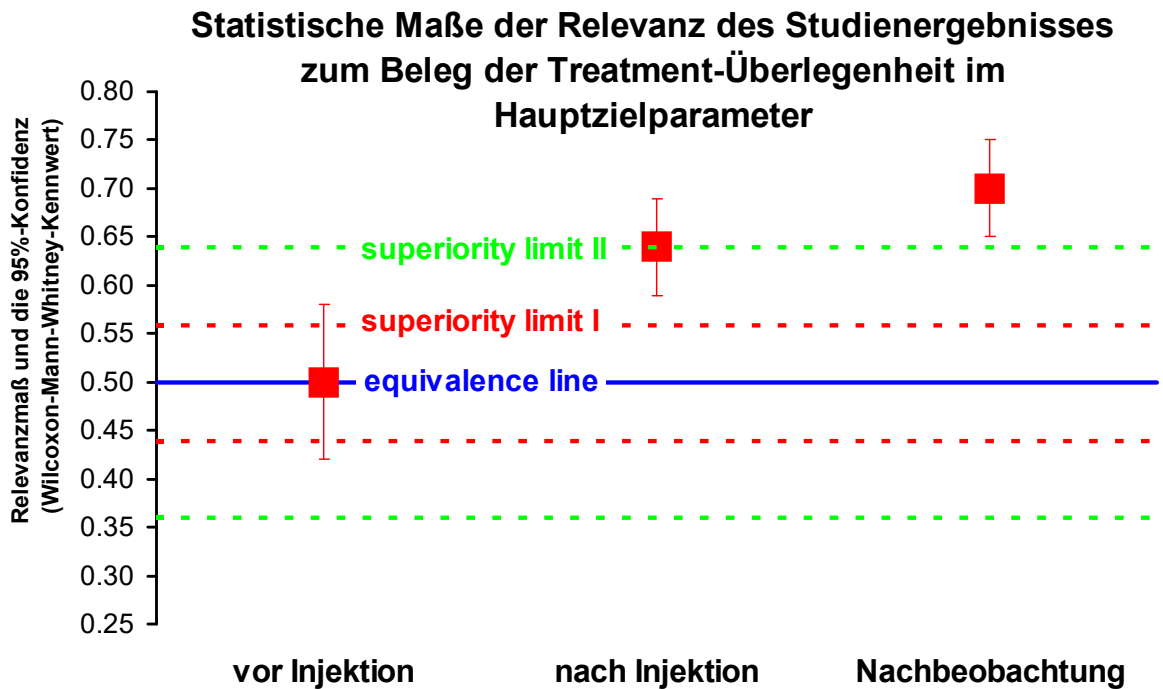 Statistische Maße der Relevanz des Studienergebnisses
zum Beleg der Treatment-Überlegenheit im
Hauptzielparameter
Relevanzmaß und die 95%-Konfidenz
(Wilcoxon-Mann-Whitney-Kennwert)
0.80
0.75
0.70
0.65
0.60
0.55
0.50
0.45
0.40
0.35
0.30
0.25
superiority limit II
superiority limit I
equivalence line
vor Injektion
nach Injektion
Nachbeobachtung